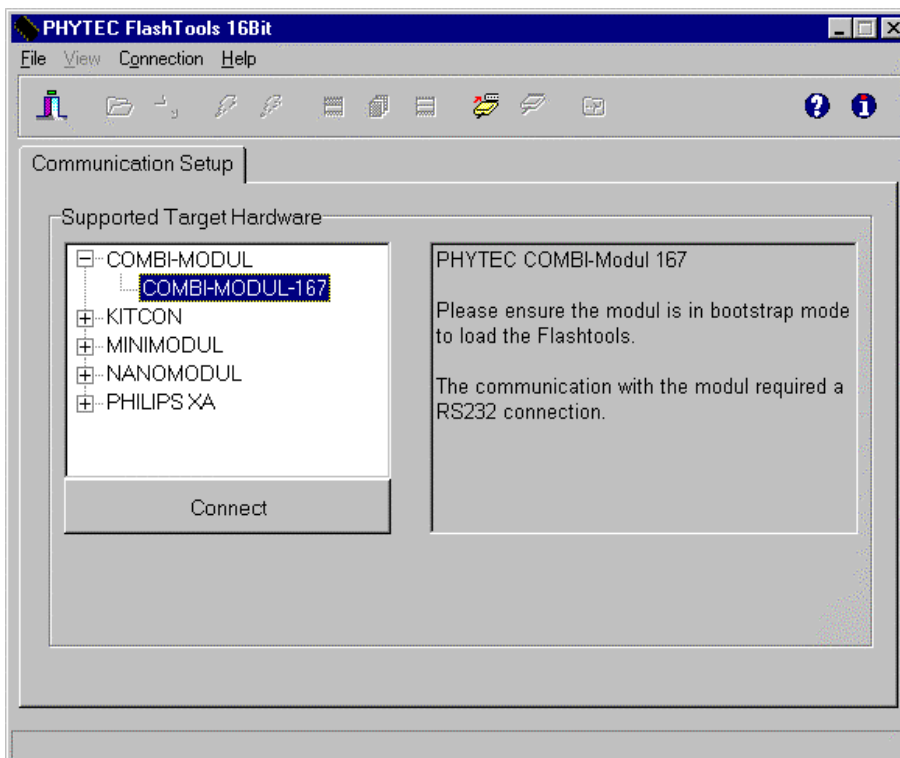 PHYTEC FlashTools 16Bit
File View Connection Help
Communication Setup
Supported Target Hardware
COMBI-MODUL
COMBI-MODUL-167
KITCON
MINIMODUL
NANOMODUL
PHILIPS XA
Connect
PHYTEC COMBI-Modul 167
Please ensure the modul is in bootstrap mode
to load the Flashtools.
The communication with the modul required a
RS232 connection.